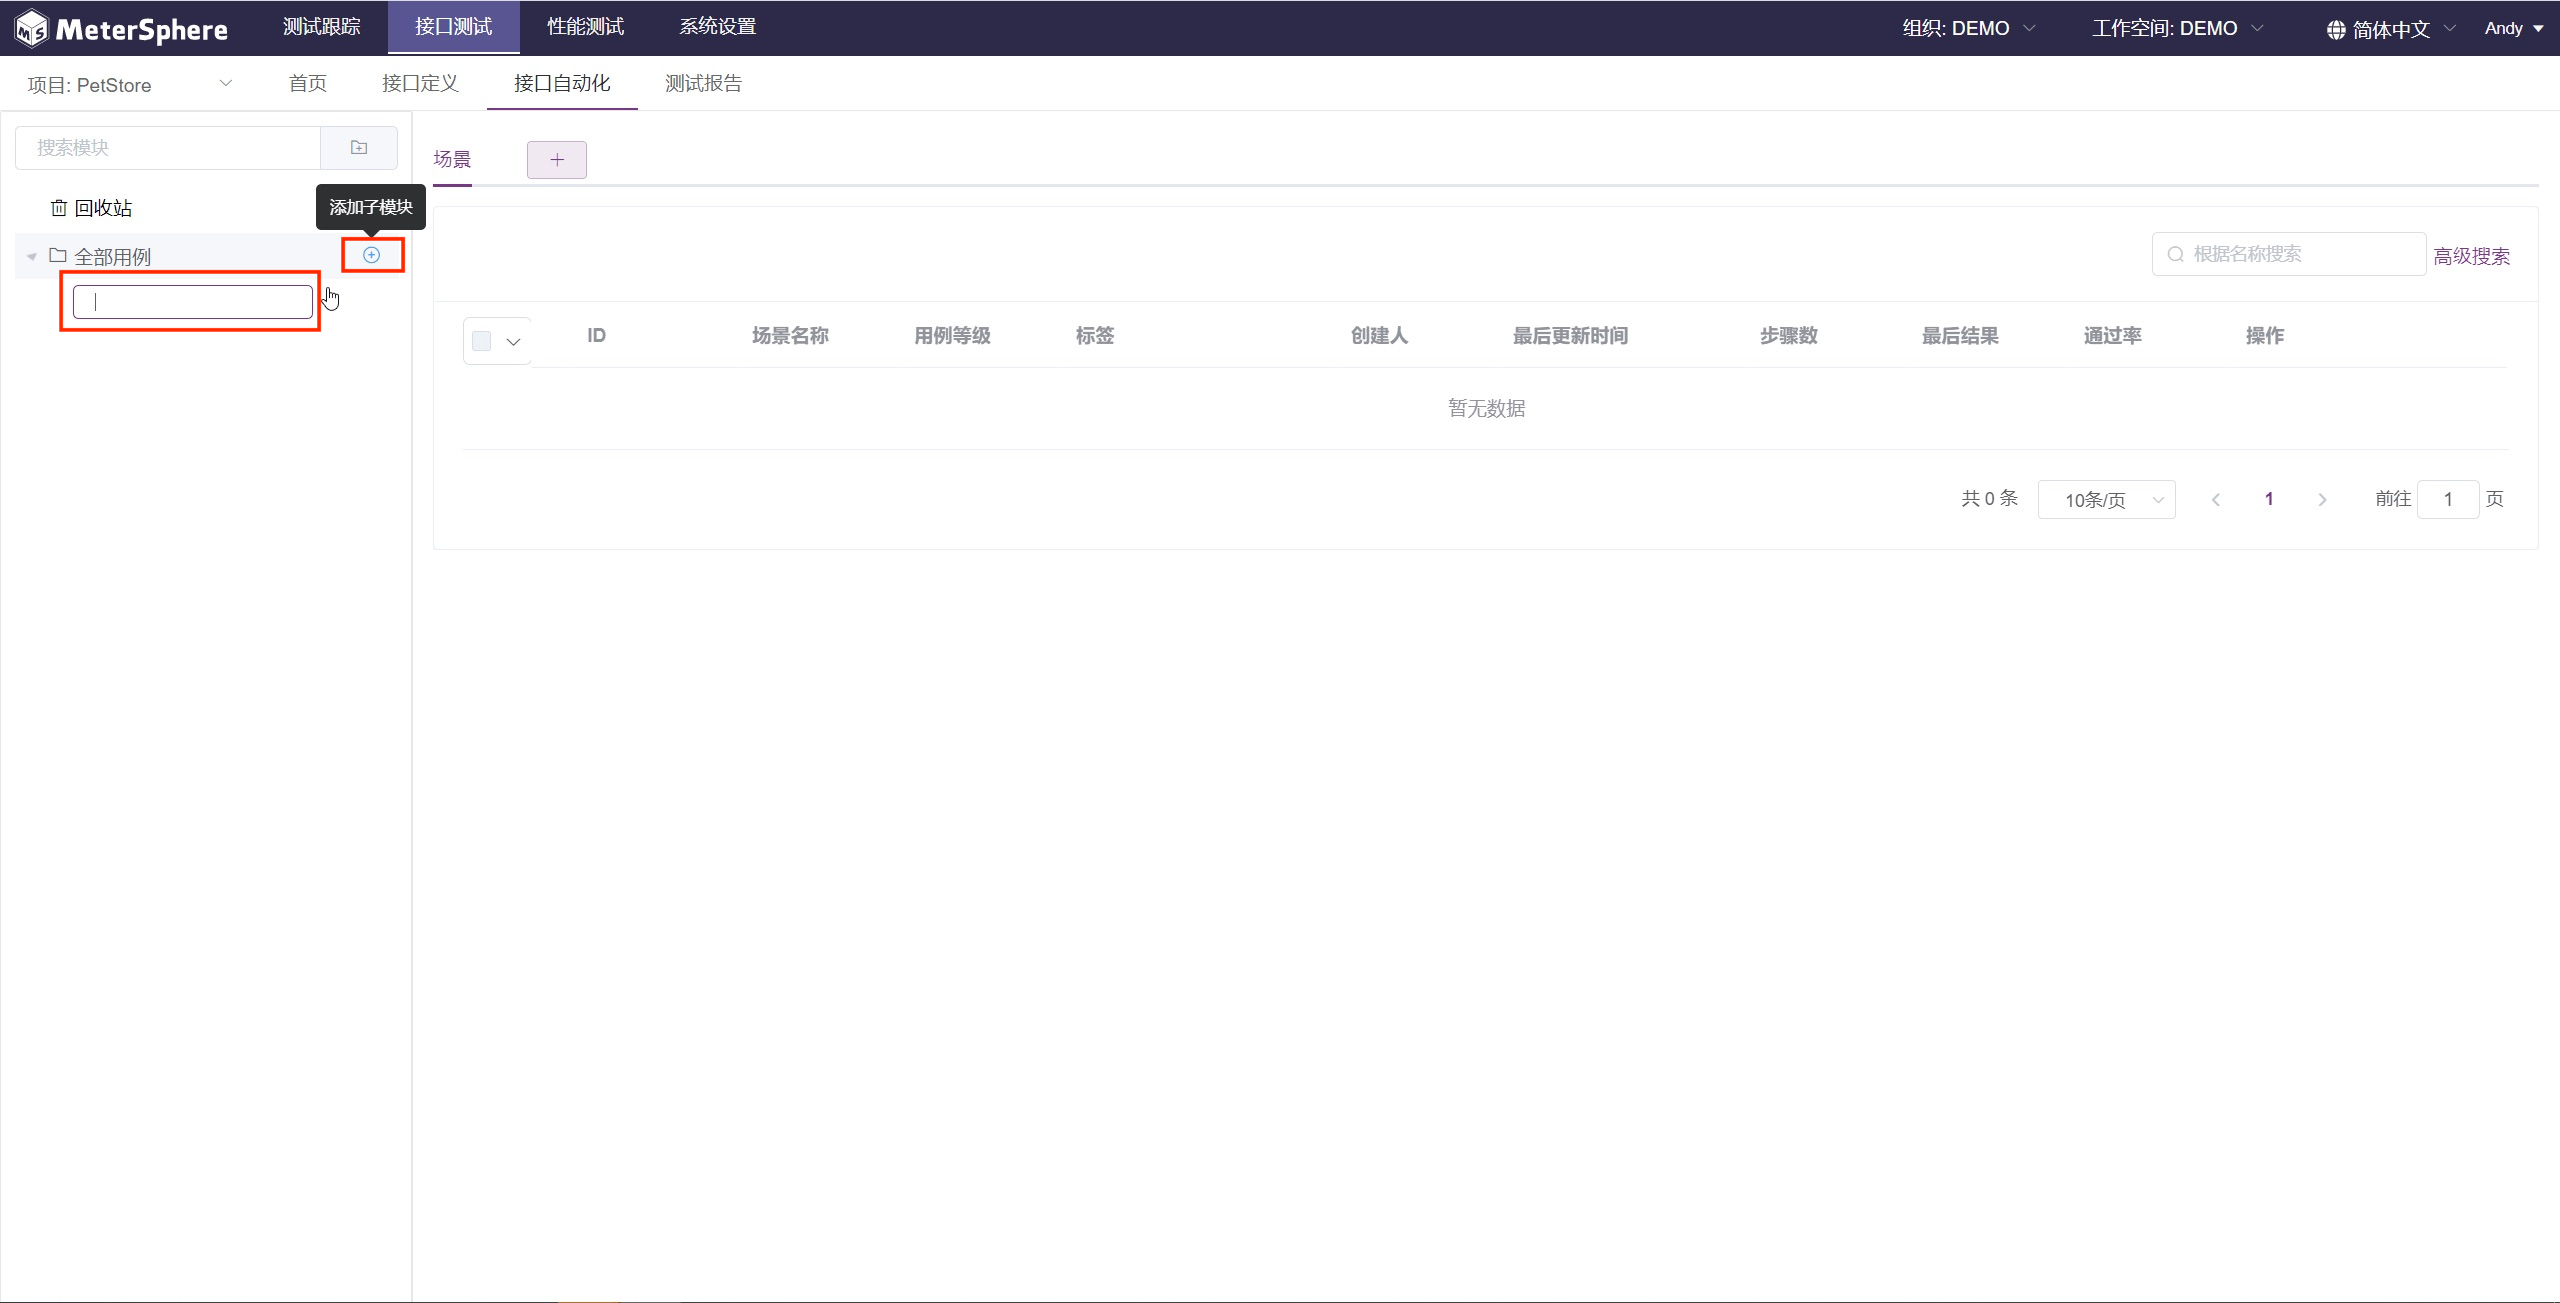 MeterSphere 测试跟踪 接口测试 性能测试 系统设置 组织: DEMO 工作空间: DEMO 简体中文 Andy
项目: PetStore 首页 接口定义 接口自动化 测试报告
搜索模块
场景 +
回收站
添加子模块
全部用例
根据名称搜索 高级搜索
ID 场景名称 用例等级 标签 创建人 最后更新时间 步骤数 最后结果 通过率 操作
暂无数据
共 0 条 10条/页 1 前往 1 页